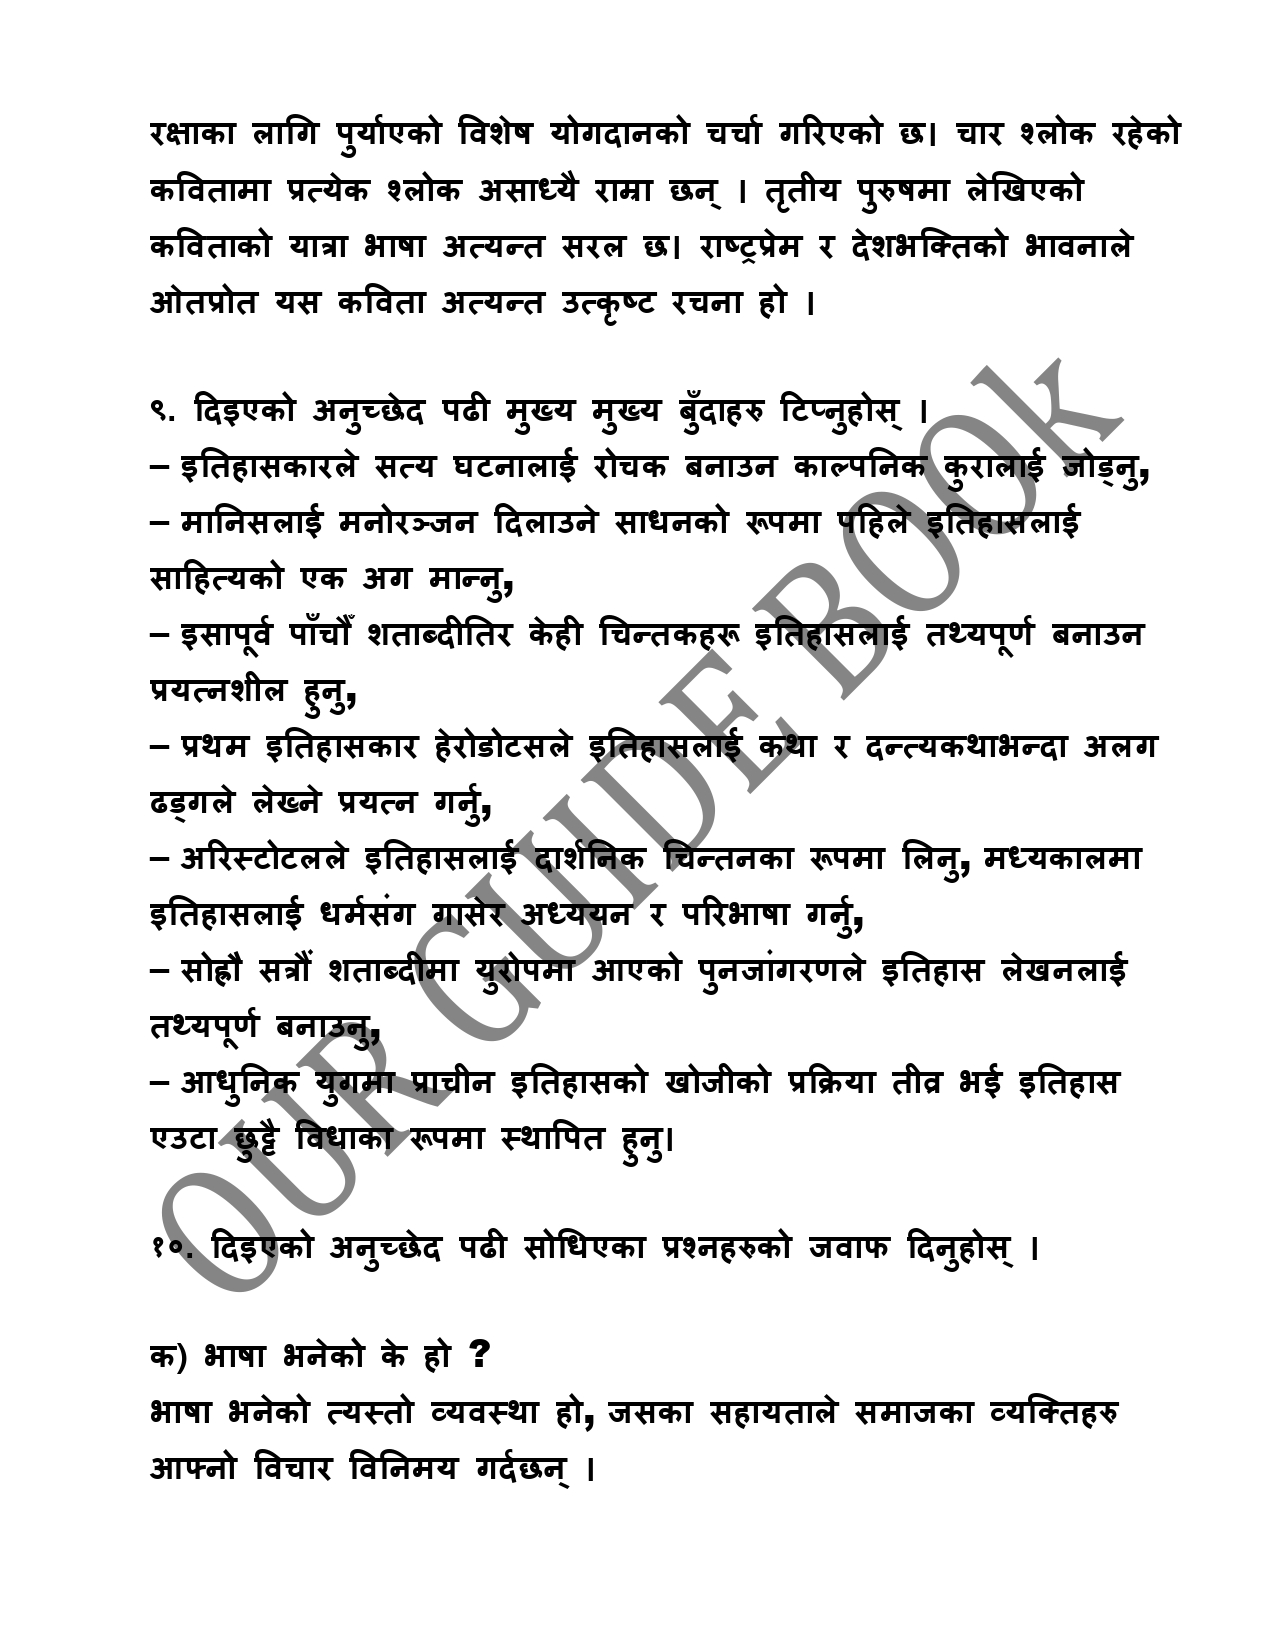 रक्षाका लागि पुर्याएको विशेष योगदानको चर्चा गरिएको छ। चार श्लोक रहेको
कवितामा प्रत्येक श्लोक असाध्यै राम्रा छन् । तृतीय पुरुषमा लेखिएको
कविताको यात्रा भाषा अत्यन्त सरल छ। राष्ट्रप्रेम र देशभक्तिको भावनाले
ओतप्रोत यस कविता अत्यन्त उत्कृष्ट रचना हो ।
९. दिइएको अनुच्छेद पढी मुख्य मुख्य बुँदाहरु टिप्नुहोस् ।
– इतिहासकारले सत्य घटनालाई रोचक बनाउन काल्पनिक कुरालाई जोड्नु,
– मानिसलाई मनोरञ्जन दिलाउने साधनको रूपमा पहिले इतिहासलाई
साहित्यको एक अग मान्नु,
– इसापूर्व पाँचौँ शताब्दीतिर केही चिन्तकहरू इतिहासलाई तथ्यपूर्ण बनाउन
प्रयत्नशील हुनु,
– प्रथम इतिहासकार हेरोडोटसले इतिहासलाई कथा र दन्त्यकथाभन्दा अलग
ढड्गले लेख्ने प्रयत्न गर्नु,
– अरिस्टोटलले इतिहासलाई दार्शनिक चिन्तनका रूपमा लिनु, मध्यकालमा
इतिहासलाई धर्मसंग गासेर अध्ययन र परिभाषा गर्नु,
– सोह्रौ सत्रौं शताब्दीमा युरोपमा आएको पुनजांगरणले इतिहास लेखनलाई
तथ्यपूर्ण बनाउनु,
– आधुनिक युगमा प्राचीन इतिहासको खोजीको प्रक्रिया तीव्र भई इतिहास
एउटा छुट्टै विधाका रूपमा स्थापित हुनु।
१०. दिइएको अनुच्छेद पढी सोधिएका प्रश्नहरुको जवाफ दिनुहोस् ।
क) भाषा भनेको के हो ?
भाषा भनेको त्यस्तो व्यवस्था हो, जसका सहायताले समाजका व्यक्तिहरु
आफ्नो विचार विनिमय गर्दछन् ।
OUR GUIDE BOOk